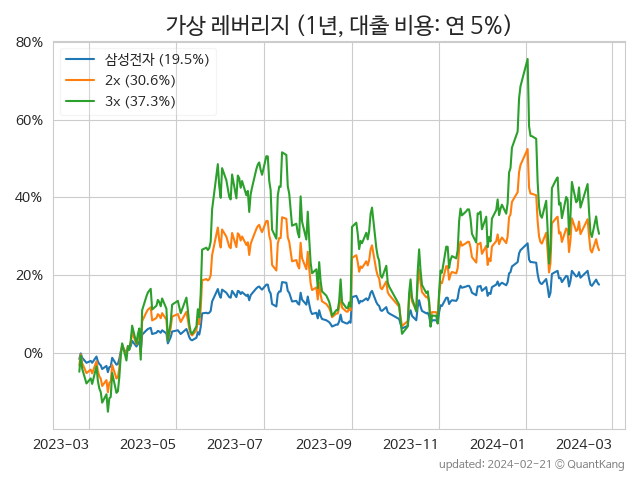 가상 레버리지 (1년, 대출 비용: 연 5%)
80%
60%
40%
20%
0%
삼성전자 (19.5%)
2x (30.6%)
3x (37.3%)
2023-03 2023-05 2023-07 2023-09 2023-11 2024-01 2024-03
updated: 2024-02-21 © QuantKang